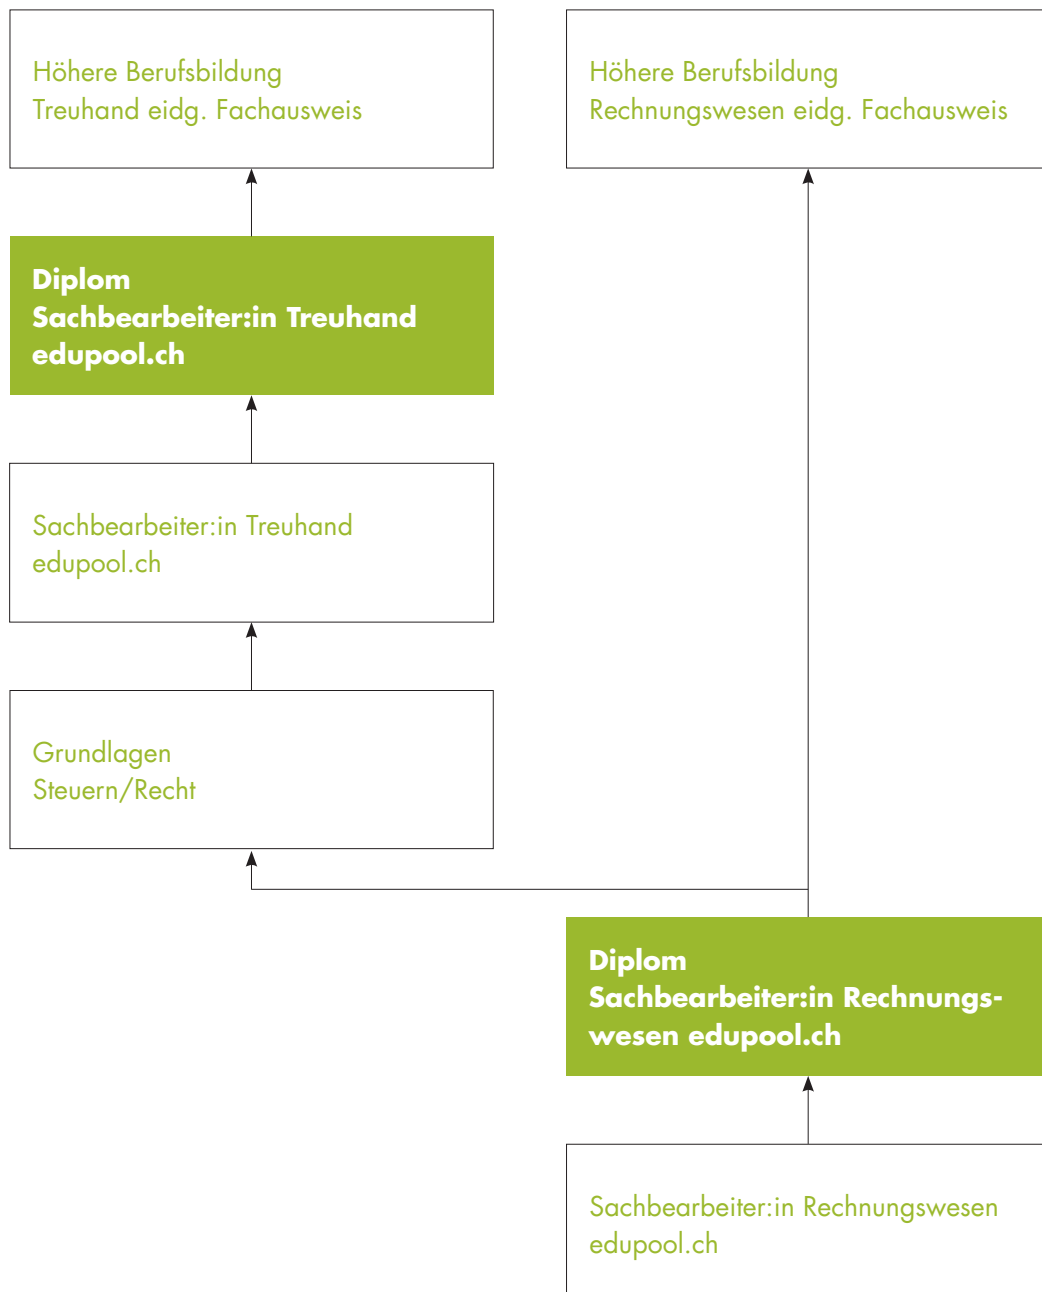 Höhere Berufsbildung
Treuhand eidg. Fachausweis
Höhere Berufsbildung
Rechnungswesen eidg. Fachausweis
Diplom
Sachbearbeiter:in Treuhand
edupool.ch
Sachbearbeiter:in Treuhand
edupool.ch
Grundlagen
Steuern/Recht
Diplom
Sachbearbeiter:in Rechnungs-
wesen edupool.ch
Sachbearbeiter:in Rechnungswesen
edupool.ch